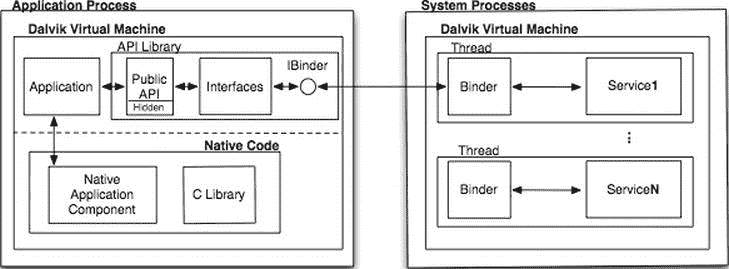 Application Process
Dalvik Virtual Machine
API Library
Application
Public
API
Hidden
Interfaces
IBinder
Native Code
Native
Application
Component
C Library
System Processes
Dalvik Virtual Machine
Thread
Binder
Service1
⋮
Thread
Binder
ServiceN